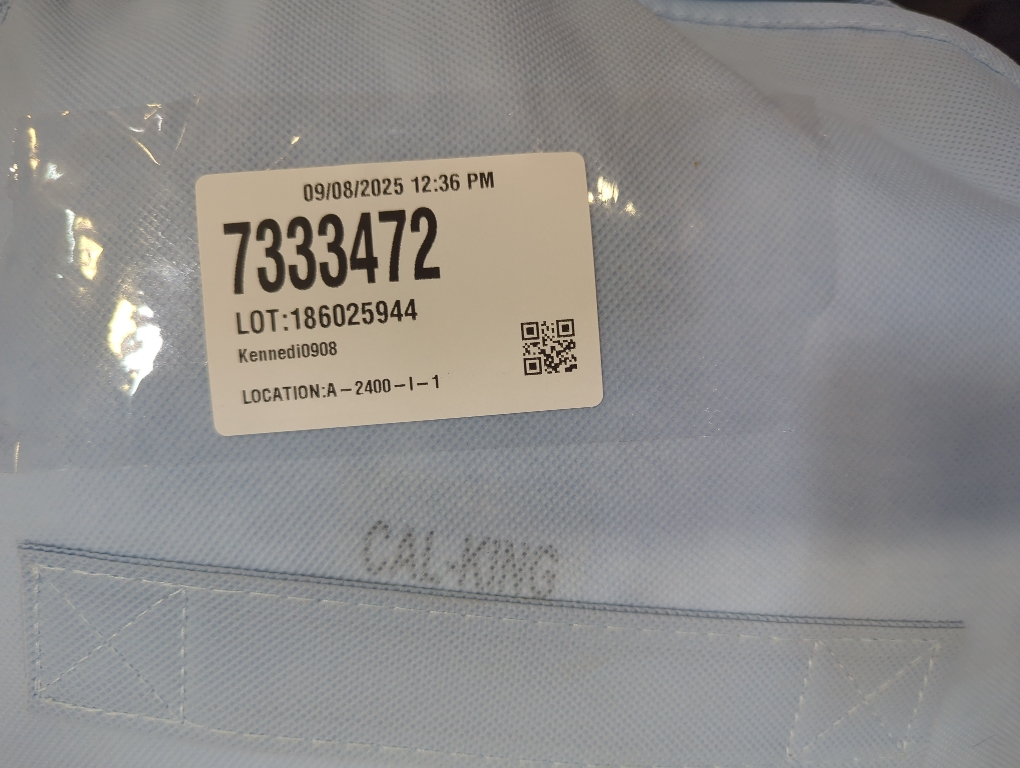 09/08/2025 12:36 PM
7333472
LOT:186025944
Kennedi0908
LOCATION:A-2400-I-1
CAL-KING